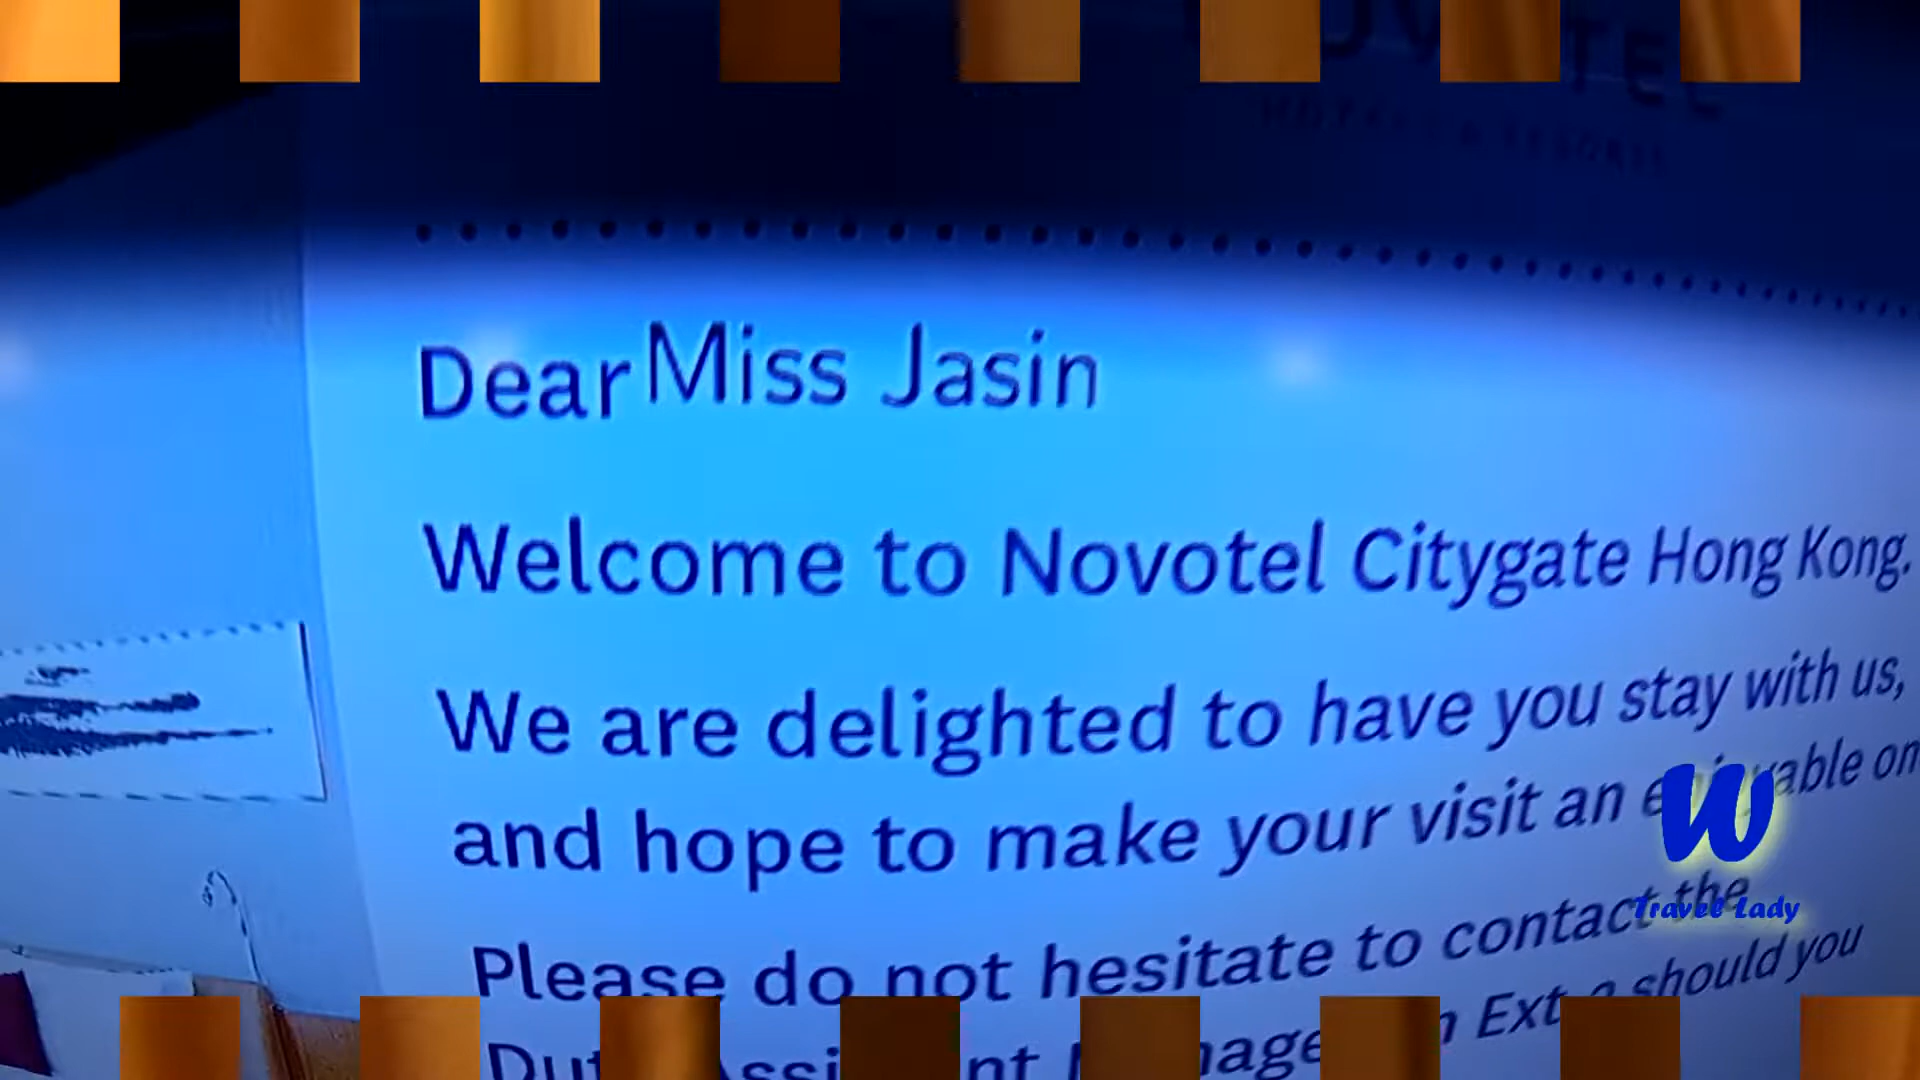 Dear Miss Jasin
Welcome to Novotel Citygate Hong Kong.
We are delighted to have you stay with us,
and hope to make your visit an
Please do not hesitate to contact the
Ext should you
W
Travel Lady